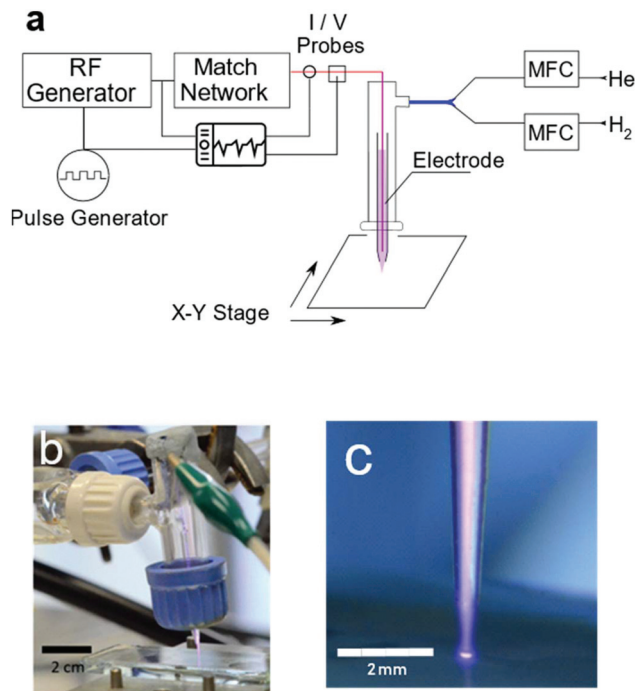 a
I / V
Probes
RF
Generator
Match
Network
MFC
He
MFC
H₂
Electrode
Pulse Generator
X-Y Stage
b
2 cm
c
2 mm